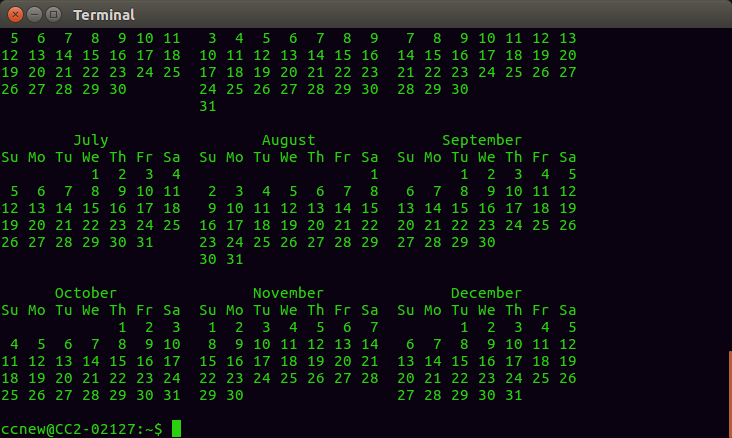 Terminal
 5  6  7  8  9 10 11   3  4  5  6  7  8  9   7  8  9 10 11 12 13
12 13 14 15 16 17 18  10 11 12 13 14 15 16  14 15 16 17 18 19 20
19 20 21 22 23 24 25  17 18 19 20 21 22 23  21 22 23 24 25 26 27
26 27 28 29 30        24 25 26 27 28 29 30  28 29 30
                      31

        July                 August              September
Su Mo Tu We Th Fr Sa  Su Mo Tu We Th Fr Sa  Su Mo Tu We Th Fr Sa
          1  2  3  4                     1         1  2  3  4  5
 5  6  7  8  9 10 11   2  3  4  5  6  7  8   6  7  8  9 10 11 12
12 13 14 15 16 17 18   9 10 11 12 13 14 15  13 14 15 16 17 18 19
19 20 21 22 23 24 25  16 17 18 19 20 21 22  20 21 22 23 24 25 26
26 27 28 29 30 31     23 24 25 26 27 28 29  27 28 29 30
                      30 31

      October               November              December
Su Mo Tu We Th Fr Sa  Su Mo Tu We Th Fr Sa  Su Mo Tu We Th Fr Sa
             1  2  3   1  2  3  4  5  6  7         1  2  3  4  5
 4  5  6  7  8  9 10   8  9 10 11 12 13 14   6  7  8  9 10 11 12
11 12 13 14 15 16 17  15 16 17 18 19 20 21  13 14 15 16 17 18 19
18 19 20 21 22 23 24  22 23 24 25 26 27 28  20 21 22 23 24 25 26
25 26 27 28 29 30 31  29 30                 27 28 29 30 31

ccnew@CC2-02127:~$